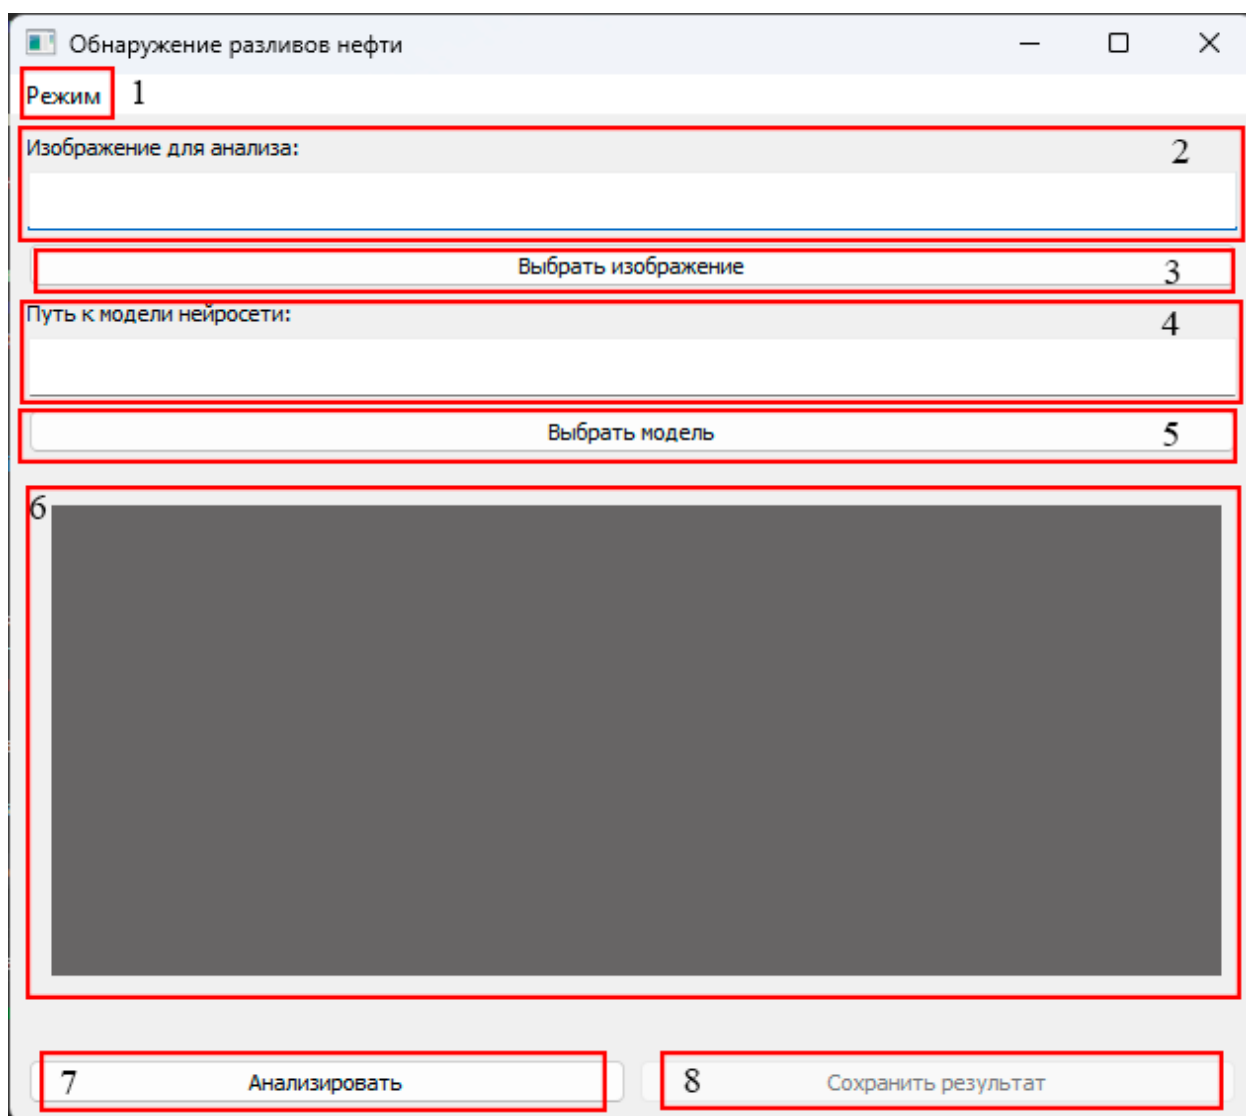 Обнаружение разливов нефти
Режим 1
Изображение для анализа: 2
Выбрать изображение 3
Путь к модели нейросети: 4
Выбрать модель 5
6
7 Анализировать 8 Сохранить результат